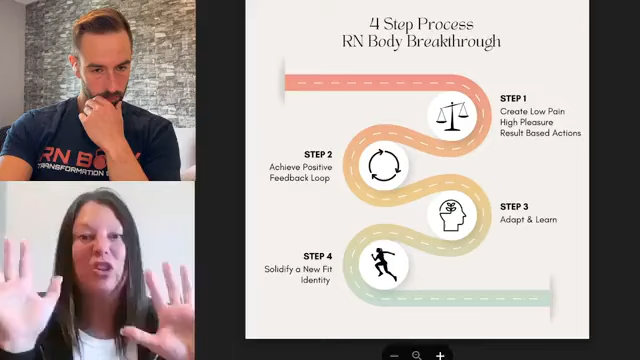 4 Step Process
RN Body Breakthrough
STEP 1
Create Low Pain
High Pleasure
Result Based Actions
STEP 2
Achieve Positive
Feedback Loop
STEP 3
Adapt & Learn
STEP 4
Solidify a New Fit
Identity
RN
TRANSFORMATION